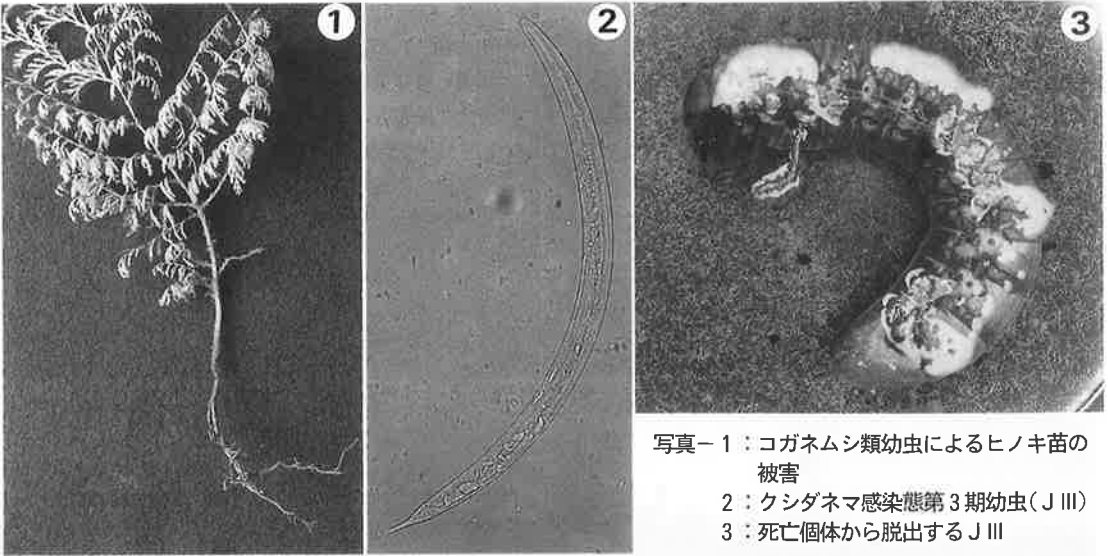 1
2
3
写真－1：コガネムシ類幼虫によるヒノキ苗の
被害
2：クシダネマ感染態第3期幼虫(JⅢ)
3：死亡個体から脱出するJⅢ